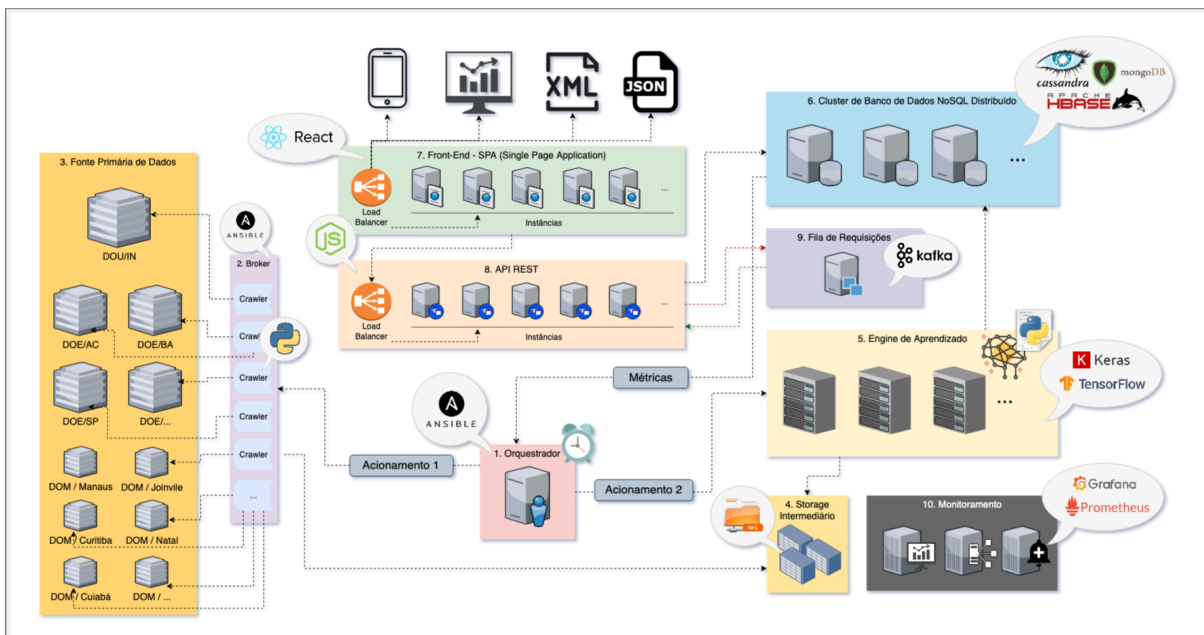 XML
JSON
cassandra
mongoDB
APACHE
HBASE
React
6. Cluster de Banco de Dados NoSQL Distribuído
...
7. Front-End - SPA (Single Page Application)
Load
Balancer
...
Instâncias
3. Fonte Primária de Dados
DOU/IN
DOE/AC
DOE/BA
DOE/SP
DOE/...
DOM / Manaus
DOM / Joinvile
DOM / Curitiba
DOM / Natal
DOM / Cuiabá
DOM / ...
ANSIBLE
2. Broker
Crawler
Crawler
Crawler
Crawler
Crawler
...
JS
8. API REST
Load
Balancer
...
Instâncias
9. Fila de Requisições
kafka
5. Engine de Aprendizado
...
K Keras
TensorFlow
Métricas
ANSIBLE
Acionamento 1
1. Orquestrador
Acionamento 2
NFS
4. Storage
Intermediário
10. Monitoramento
Grafana
Prometheus